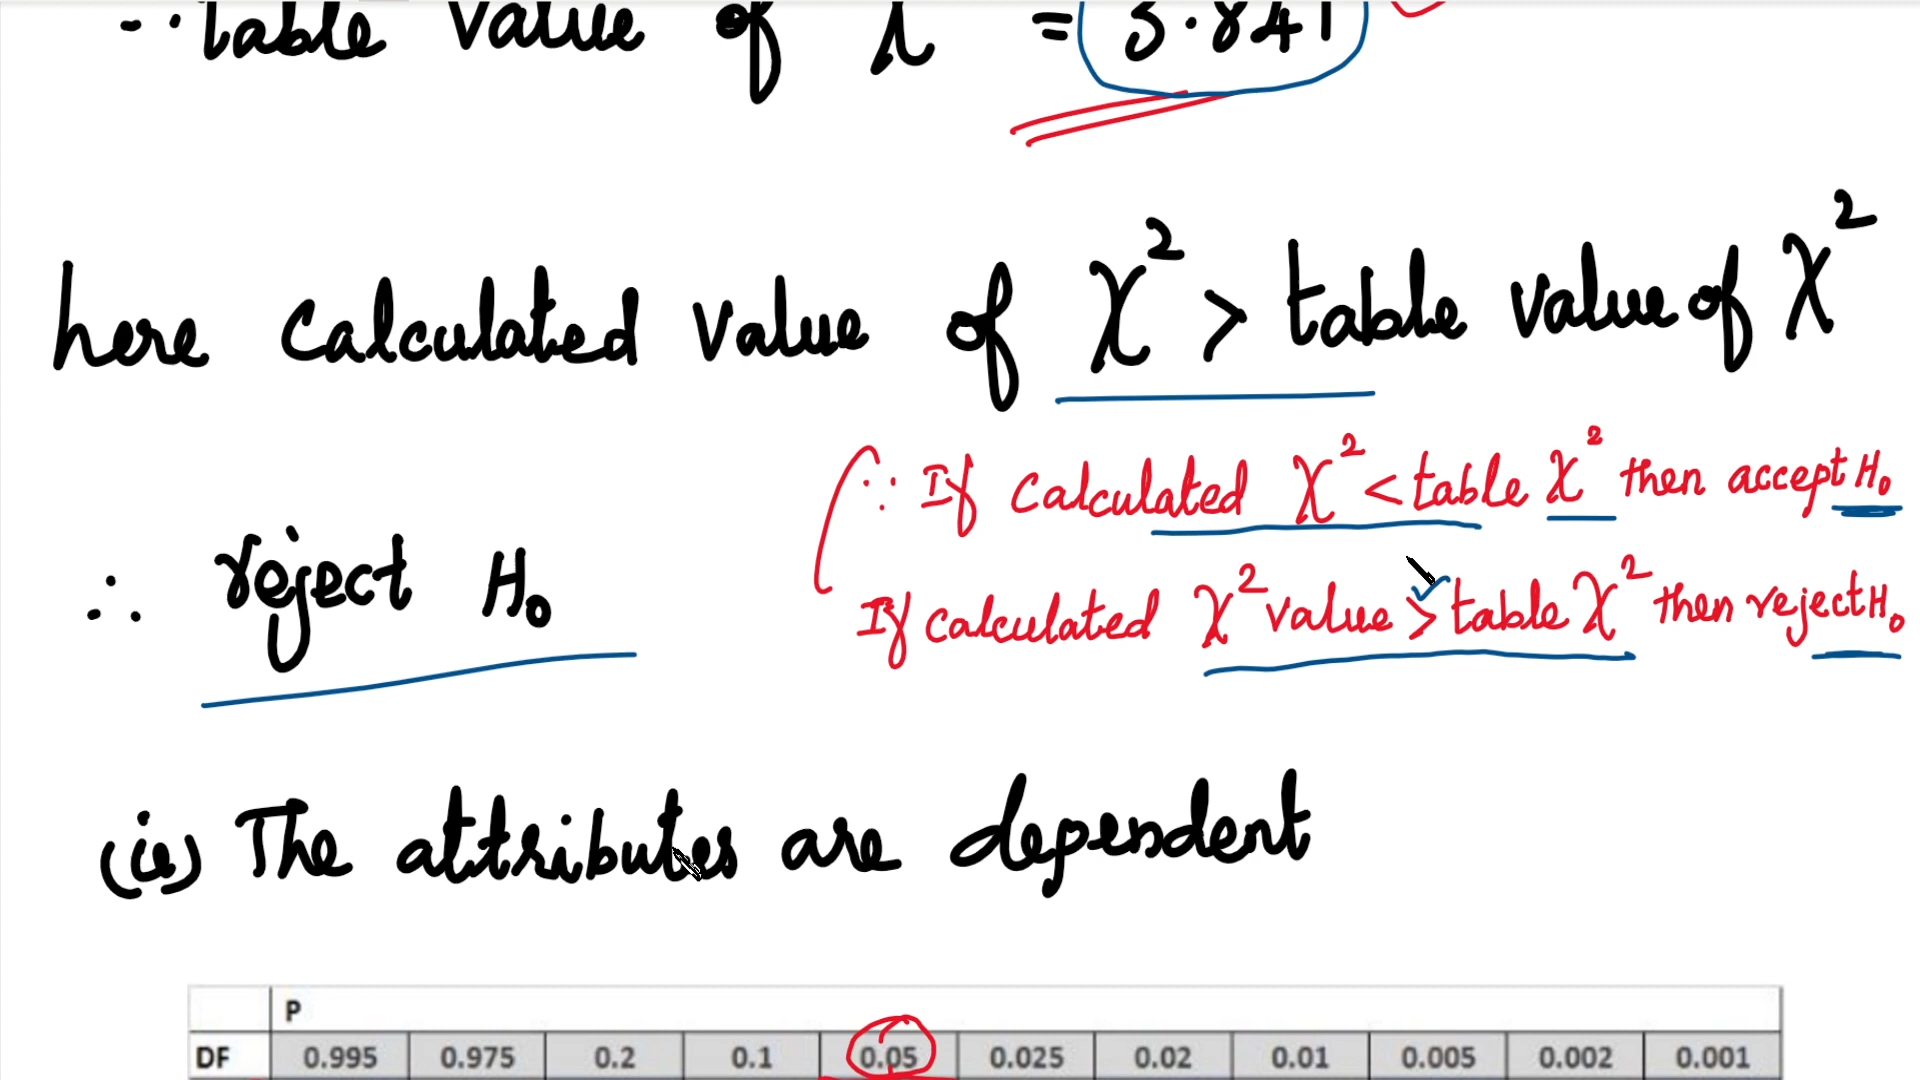 ∴ table value of χ = 3.841
here calculated value of χ² > table value of χ²
∵ If calculated χ² < table χ² then accept H₀
∴ reject H₀
If calculated χ² value > table χ² then reject H₀
(ie) The attributes are dependent
P
DF 0.995 0.975 0.2 0.1 0.05 0.025 0.02 0.01 0.005 0.002 0.001